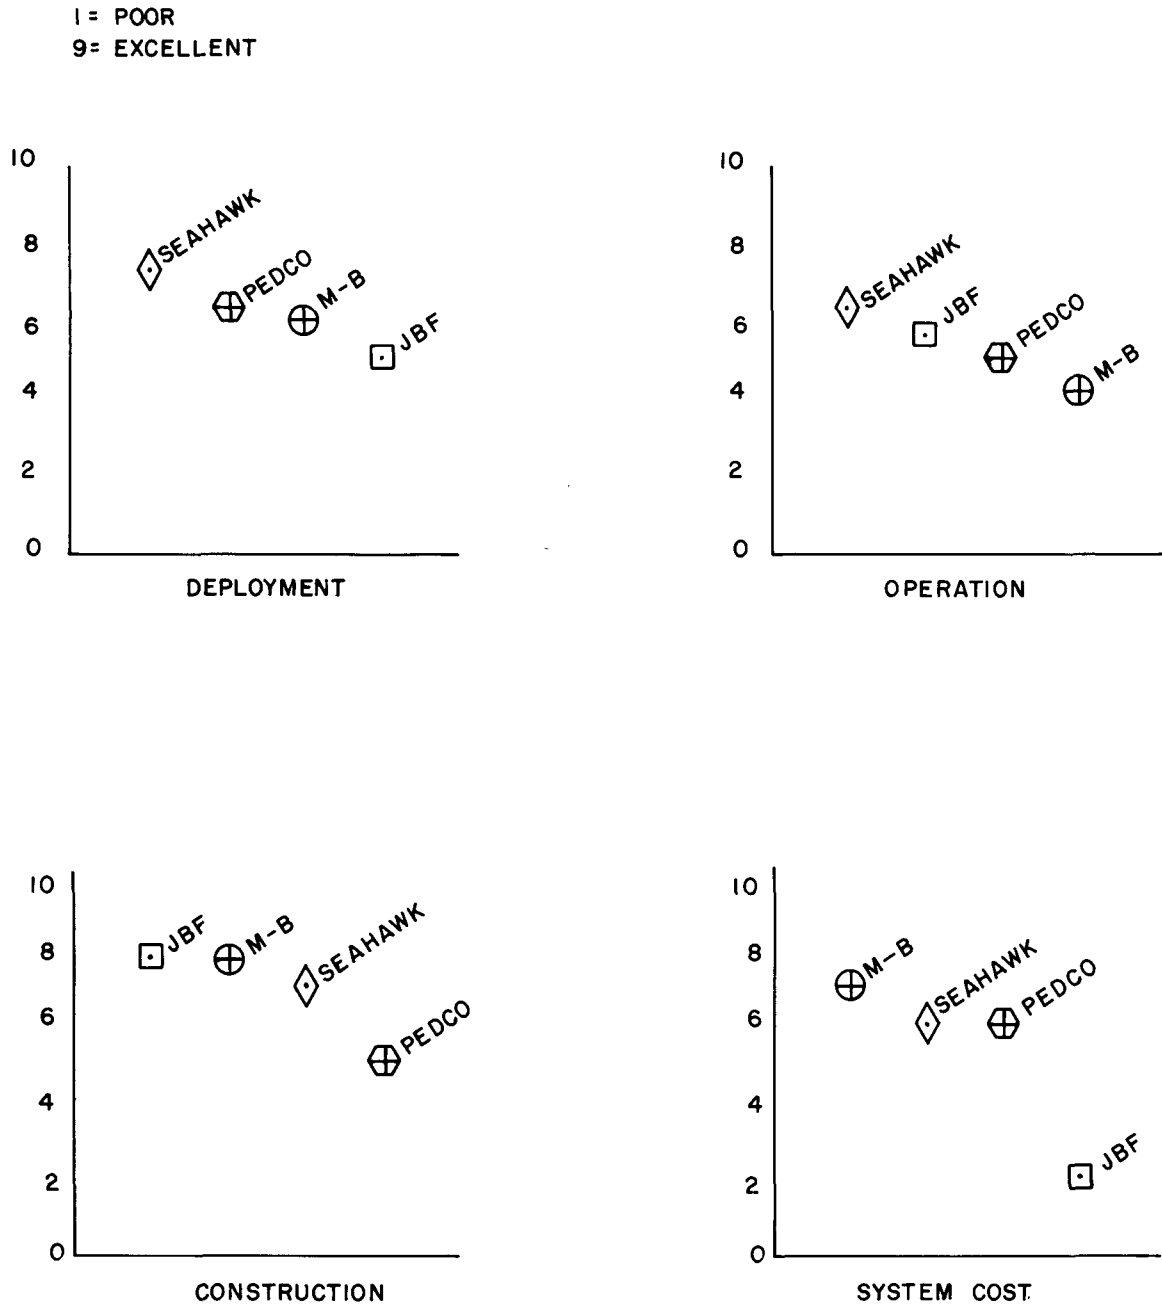 1 = POOR
9 = EXCELLENT
10
8
6
4
2
0
SEAHAWK
PEDCO
M-B
JBF
DEPLOYMENT
10
8
6
4
2
0
SEAHAWK
JBF
PEDCO
M-B
OPERATION
10
8
6
4
2
0
JBF
M-B
SEAHAWK
PEDCO
CONSTRUCTION
10
8
6
4
2
0
M-B
SEAHAWK
PEDCO
JBF
SYSTEM COST